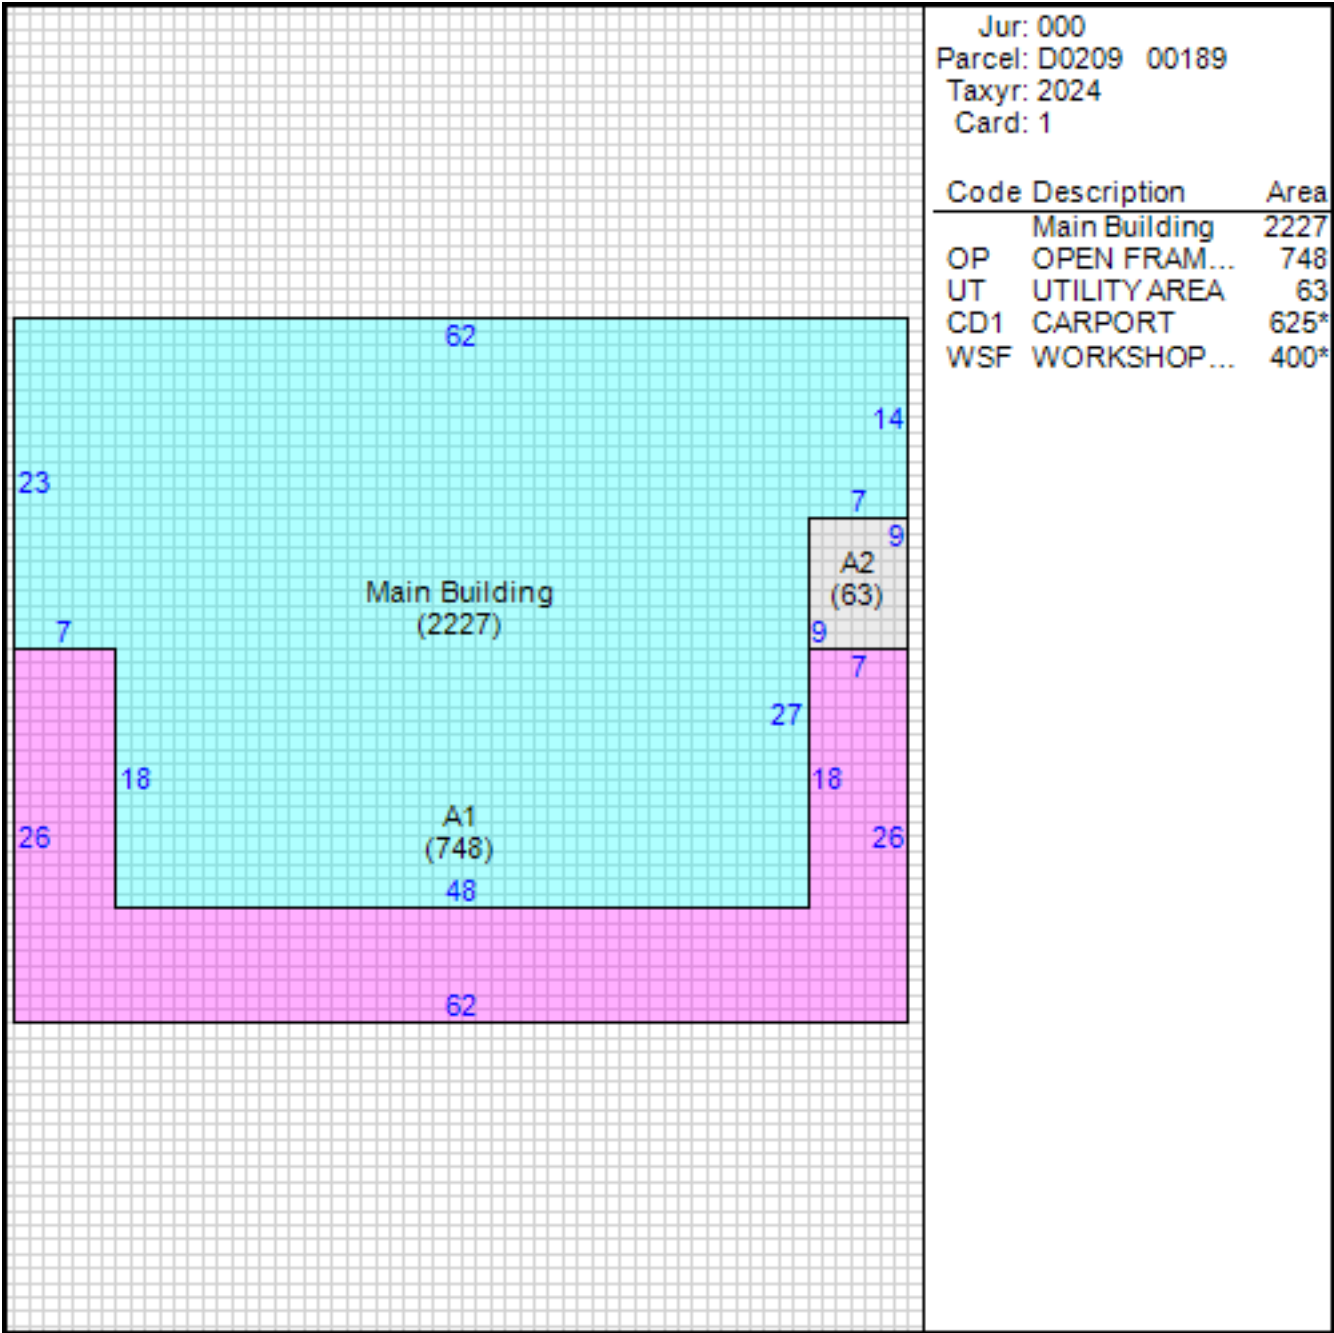 Jur: 000
Parcel: D0209 00189
Taxyr: 2024
Card: 1
Code Description Area
Main Building 2227
OP OPEN FRAM... 748
UT UTILITY AREA 63
CD1 CARPORT 625*
WSF WORKSHOP... 400*
62
14
23
7
9
A2
(63)
Main Building
(2227)
7
9
7
27
18
18
A1
(748)
26
26
48
62